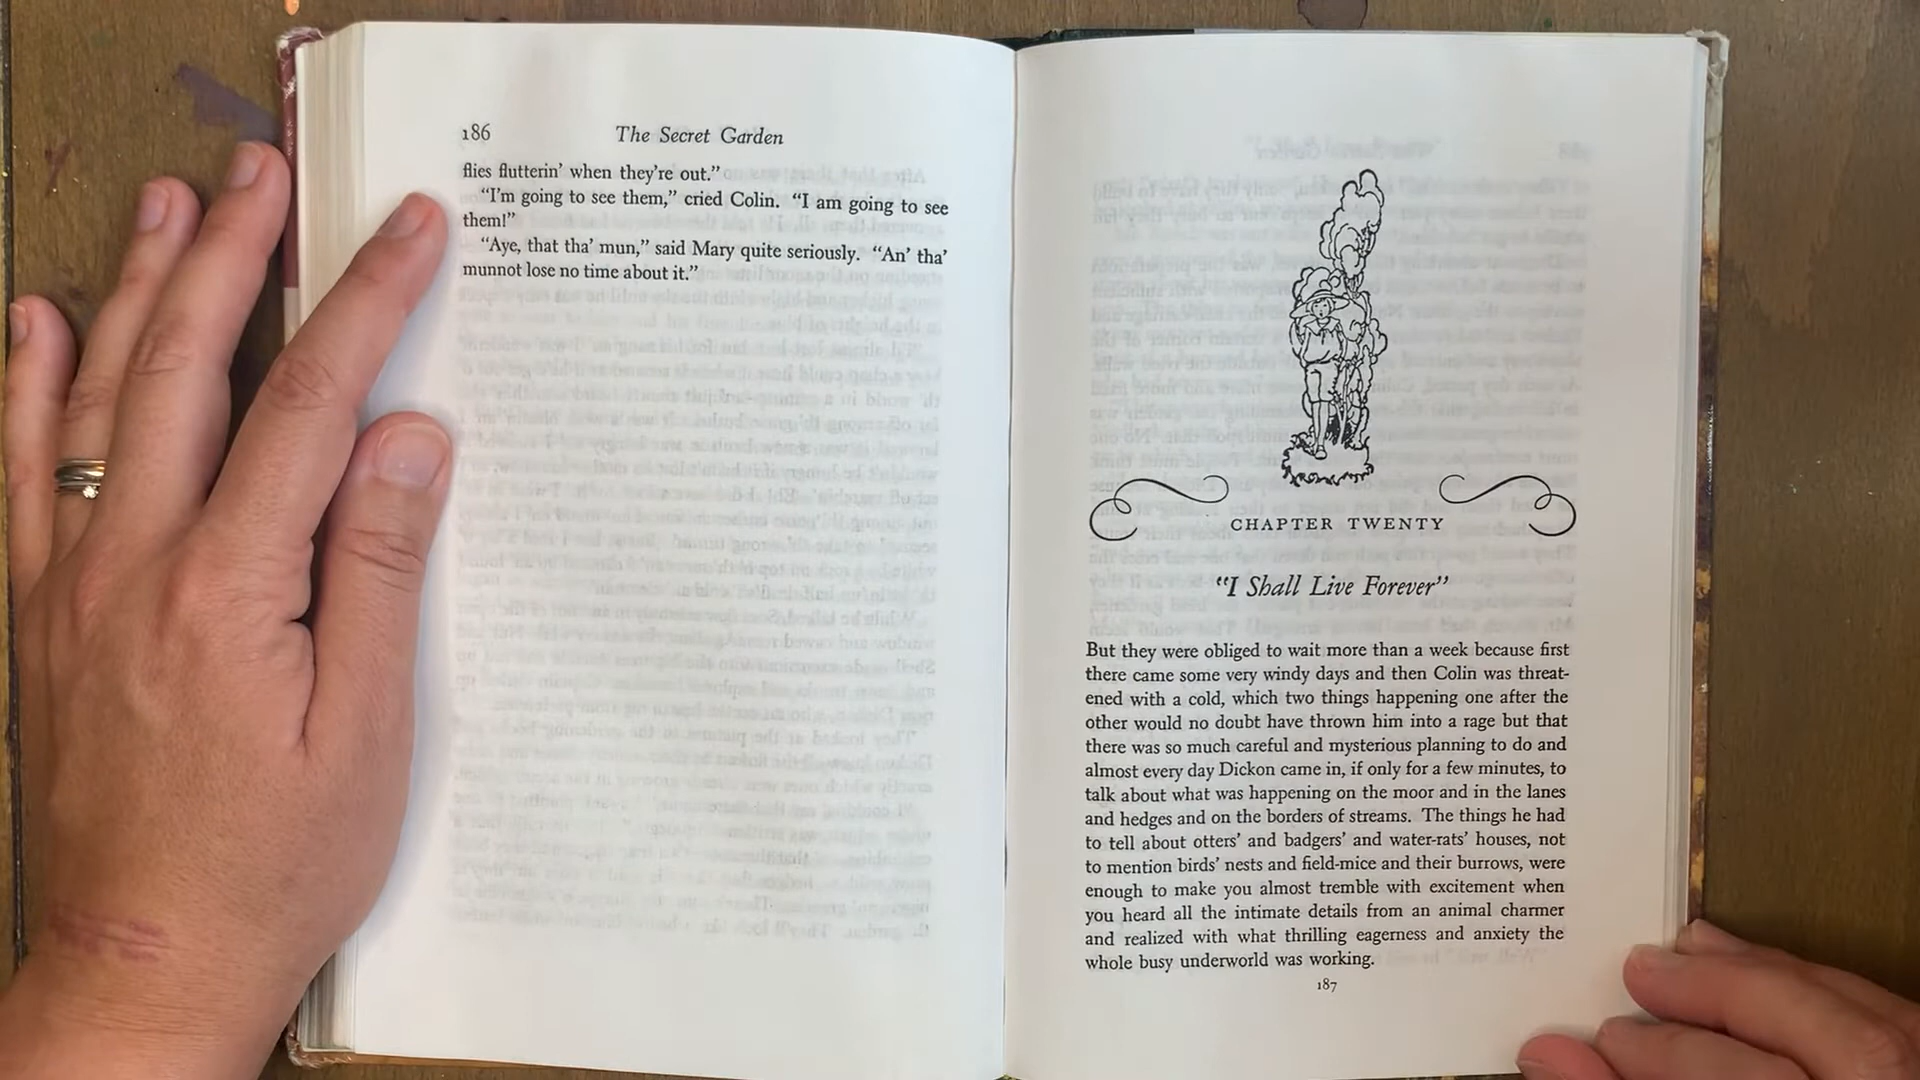 186 The Secret Garden
flies flutterin’ when they’re out.”
“I’m going to see them,” cried Colin. “I am going to see
them!”
“Aye, that tha’ mun,” said Mary quite seriously. “An’ tha’
munnot lose no time about it.”
CHAPTER TWENTY
“I Shall Live Forever”
But they were obliged to wait more than a week because first
there came some very windy days and then Colin was threat-
ened with a cold, which two things happening one after the
other would no doubt have thrown him into a rage but that
there was so much careful and mysterious planning to do and
almost every day Dickon came in, if only for a few minutes, to
talk about what was happening on the moor and in the lanes
and hedges and on the borders of streams. The things he had
to tell about otters’ and badgers’ and water-rats’ houses, not
to mention birds’ nests and field-mice and their burrows, were
enough to make you almost tremble with excitement when
you heard all the intimate details from an animal charmer
and realized with what thrilling eagerness and anxiety the
whole busy underworld was working.
187